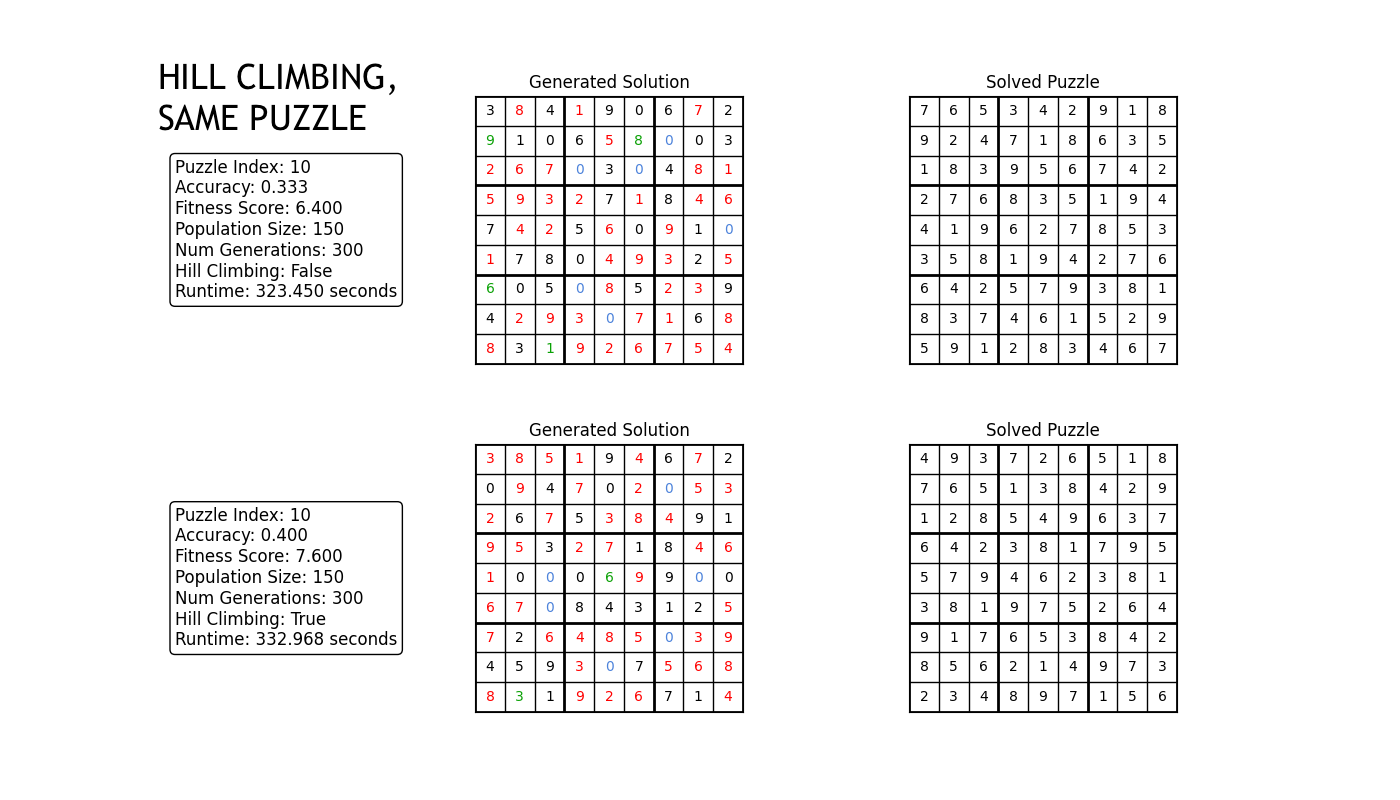 HILL CLIMBING,
SAME PUZZLE
Puzzle Index: 10
Accuracy: 0.333
Fitness Score: 6.400
Population Size: 150
Num Generations: 300
Hill Climbing: False
Runtime: 323.450 seconds
Generated Solution
3 8 4 1 9 0 6 7 2
9 1 0 6 5 8 0 0 3
2 6 7 0 3 0 4 8 1
5 9 3 2 7 1 8 4 6
7 4 2 5 6 0 9 1 0
1 7 8 0 4 9 3 2 5
6 0 5 0 8 5 2 3 9
4 2 9 3 0 7 1 6 8
8 3 1 9 2 6 7 5 4
Solved Puzzle
7 6 5 3 4 2 9 1 8
9 2 4 7 1 8 6 3 5
1 8 3 9 5 6 7 4 2
2 7 6 8 3 5 1 9 4
4 1 9 6 2 7 8 5 3
3 5 8 1 9 4 2 7 6
6 4 2 5 7 9 3 8 1
8 3 7 4 6 1 5 2 9
5 9 1 2 8 3 4 6 7
Puzzle Index: 10
Accuracy: 0.400
Fitness Score: 7.600
Population Size: 150
Num Generations: 300
Hill Climbing: True
Runtime: 332.968 seconds
Generated Solution
3 8 5 1 9 4 6 7 2
0 9 4 7 0 2 0 5 3
2 6 7 5 3 8 4 9 1
9 5 3 2 7 1 8 4 6
1 0 0 0 6 9 9 0 0
6 7 0 8 4 3 1 2 5
7 2 6 4 8 5 0 3 9
4 5 9 3 0 7 5 6 8
8 3 1 9 2 6 7 1 4
Solved Puzzle
4 9 3 7 2 6 5 1 8
7 6 5 1 3 8 4 2 9
1 2 8 5 4 9 6 3 7
6 4 2 3 8 1 7 9 5
5 7 9 4 6 2 3 8 1
3 8 1 9 7 5 2 6 4
9 1 7 6 5 3 8 4 2
8 5 6 2 1 4 9 7 3
2 3 4 8 9 7 1 5 6